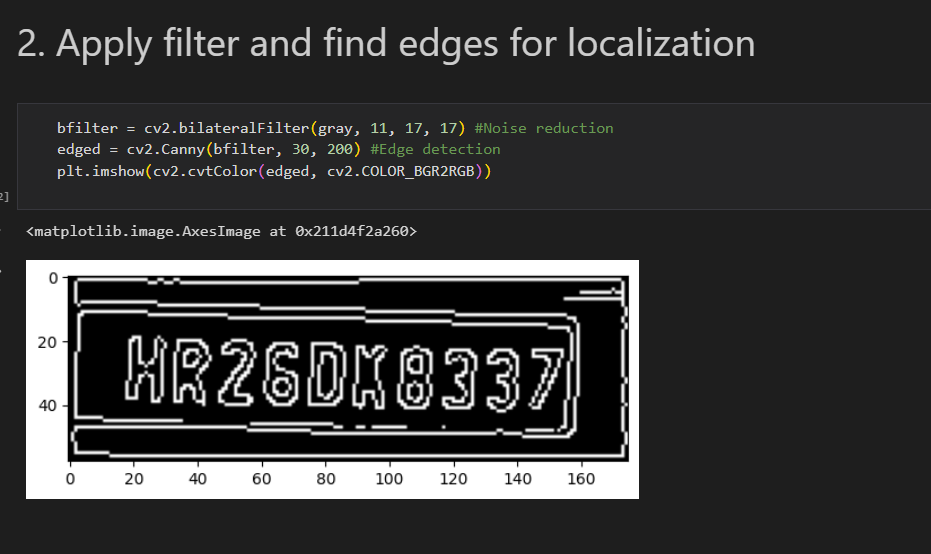 2. Apply filter and find edges for localization
bfilter = cv2.bilateralFilter(gray, 11, 17, 17) #Noise reduction
edged = cv2.Canny(bfilter, 30, 200) #Edge detection
plt.imshow(cv2.cvtColor(edged, cv2.COLOR_BGR2RGB))
2]
<matplotlib.image.AxesImage at 0x211d4f2a260>
0
20
HR26DK8337
40
0 20 40 60 80 100 120 140 160